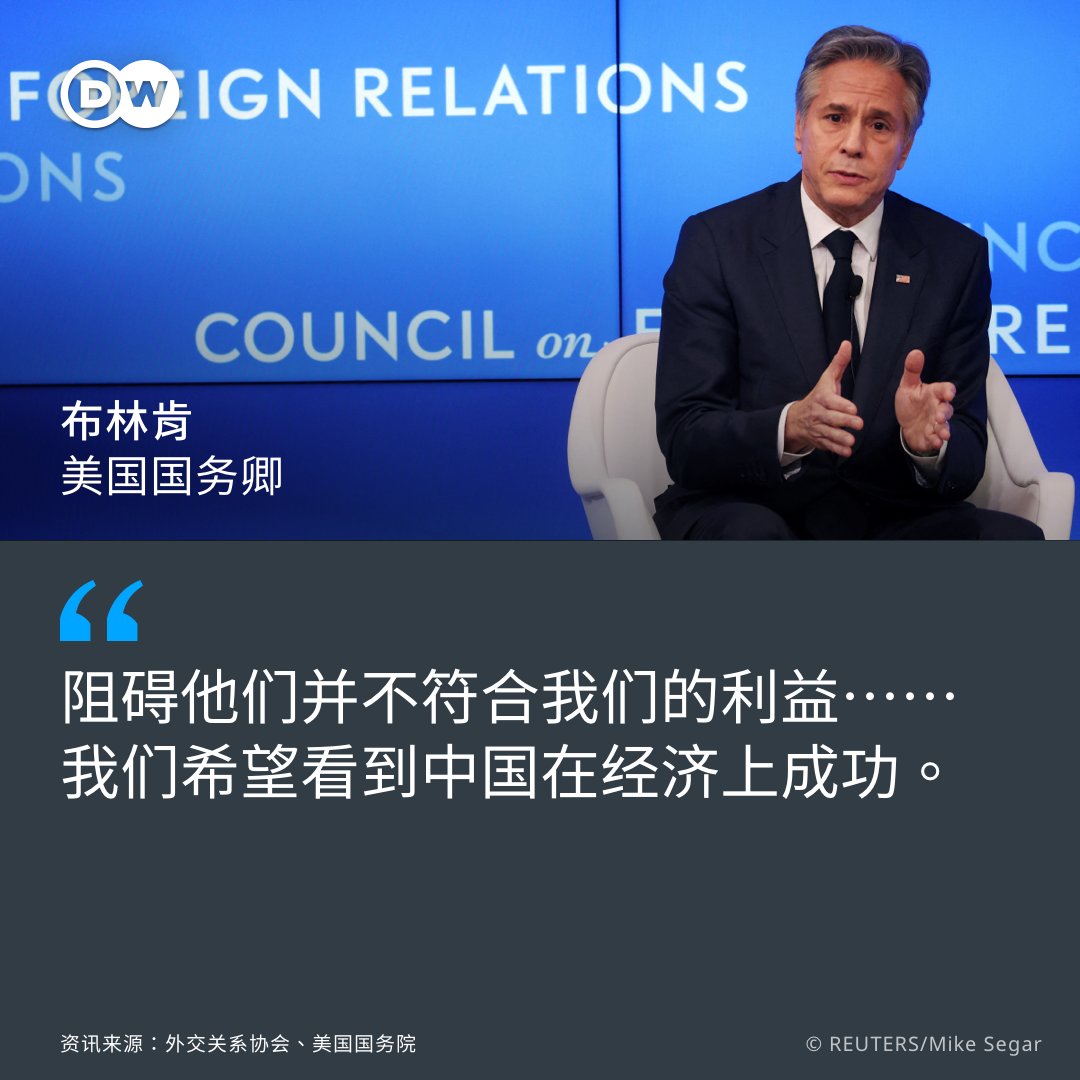 DW
FOREIGN RELATIONS
ONS
NC
COUNCIL on F RE
布林肯
美国国务卿
阻碍他们并不符合我们的利益⋯⋯
我们希望看到中国在经济上成功。
资讯来源：外交关系协会、美国国务院
© REUTERS/Mike Segar